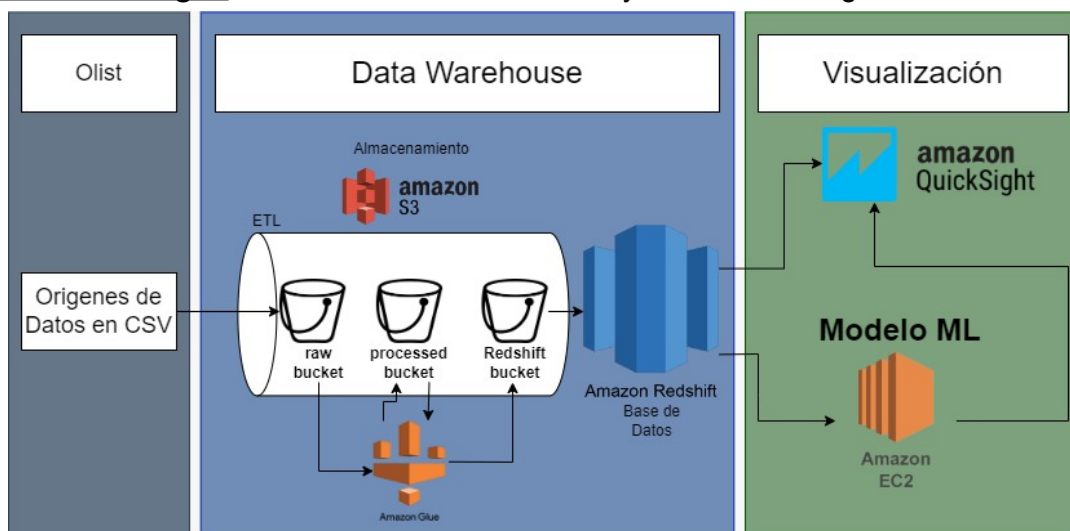 Olist
Data Warehouse
Visualización
Almacenamiento
amazon
S3
amazon
QuickSight
ETL
Origenes de
Datos en CSV
raw
bucket
processed
bucket
Redshift
bucket
Modelo ML
Amazon Redshift
Base de
Datos
Amazon
EC2
Amazon Glue